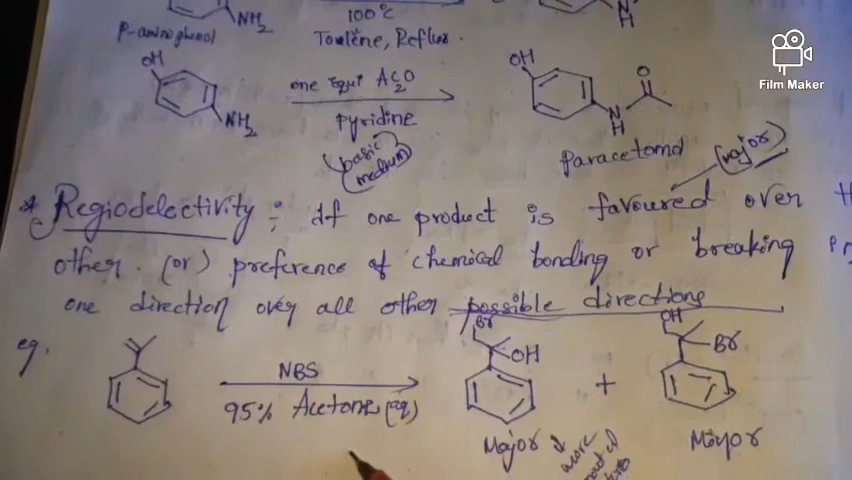 NH2
P-aminophenol
100°C
Toulene, Reflux.
N
H
OH
NH2
one equi Ac2O
Pyridine
(basic medium)
OH
O
N
H
Paracetamol
major
Film Maker
* Regioselectivity : If one product is favoured over th
other. (or) preference of chemical bonding or breaking
one direction over all other possible directions
eg.
NBS
95% Acetone (aq)
Br
OH
Major
more
+
OH
Br
Minor